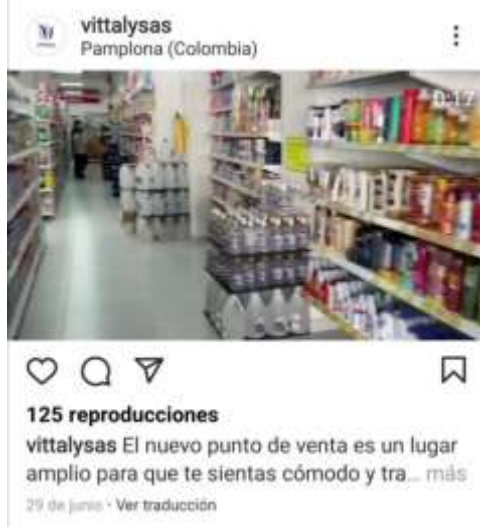 vittalysas
Pamplona (Colombia)
0:17
125 reproducciones
vittalysas El nuevo punto de venta es un lugar
amplio para que te sientas cómodo y tra... más
29 de junio · Ver traducción